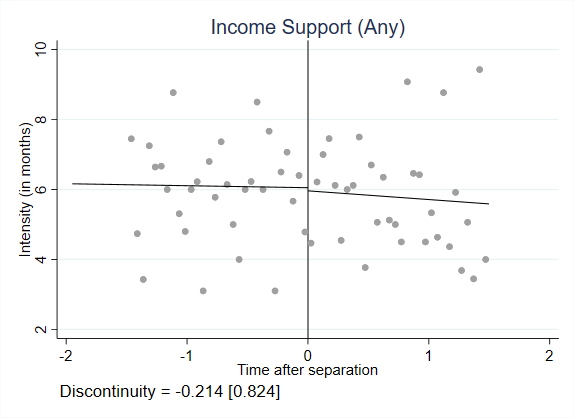 Income Support (Any)
Intensity (in months)
10
8
6
4
2
-2 -1 0 1 2
Time after separation
Discontinuity = -0.214 [0.824]